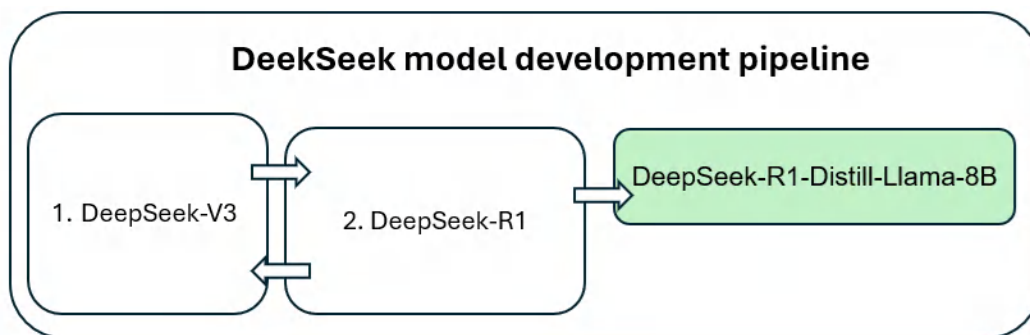 DeekSeek model development pipeline
1. DeepSeek-V3
2. DeepSeek-R1
DeepSeek-R1-Distill-Llama-8B